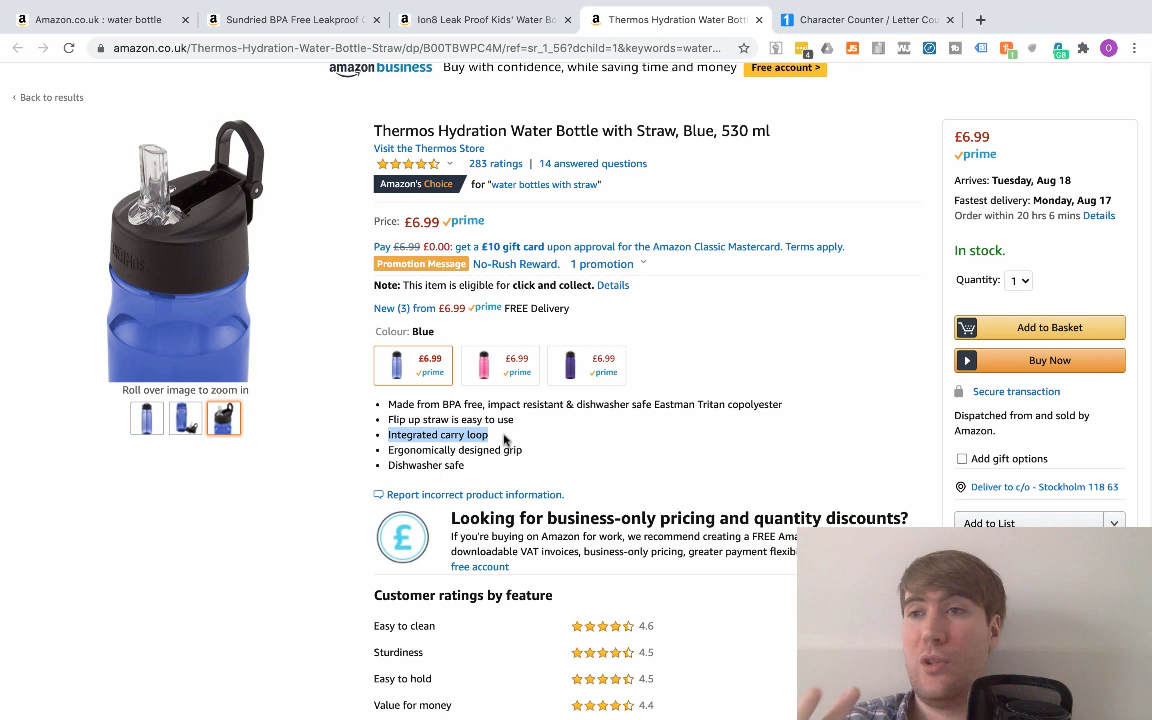 Amazon.co.uk : water bottle
Sundried BPA Free Leakproof
Ion8 Leak Proof Kids' Water Bo
Thermos Hydration Water Bottl
Character Counter / Letter Cou
amazon.co.uk/Thermos-Hydration-Water-Bottle-Straw/dp/B00TBWPC4M/ref=sr_1_56?dchild=1&keywords=water...
amazon business Buy with confidence, while saving time and money Free account >
‹ Back to results
Thermos Hydration Water Bottle with Straw, Blue, 530 ml
Visit the Thermos Store
283 ratings | 14 answered questions
Amazon's Choice for "water bottles with straw"
Price: £6.99 prime
Pay £6.99 £0.00: get a £10 gift card upon approval for the Amazon Classic Mastercard. Terms apply.
Promotion Message No-Rush Reward. 1 promotion
Note: This item is eligible for click and collect. Details
New (3) from £6.99 prime FREE Delivery
Colour: Blue
£6.99 prime
£6.99 prime
£6.99 prime
Roll over image to zoom in
• Made from BPA free, impact resistant & dishwasher safe Eastman Tritan copolyester
• Flip up straw is easy to use
• Integrated carry loop
• Ergonomically designed grip
• Dishwasher safe
Report incorrect product information.
£
Looking for business-only pricing and quantity discounts?
If you're buying on Amazon for work, we recommend creating a FREE
downloadable VAT invoices, business-only pricing, greater payment
free account
Customer ratings by feature
Easy to clean 4.6
Sturdiness 4.5
Easy to hold 4.5
Value for money 4.4
£6.99
prime
Arrives: Tuesday, Aug 18
Fastest delivery: Monday, Aug 17
Order within 20 hrs 6 mins Details
In stock.
Quantity: 1
Add to Basket
Buy Now
Secure transaction
Dispatched from and sold by
Amazon.
Add gift options
Deliver to c/o - Stockholm 118 63
Add to List